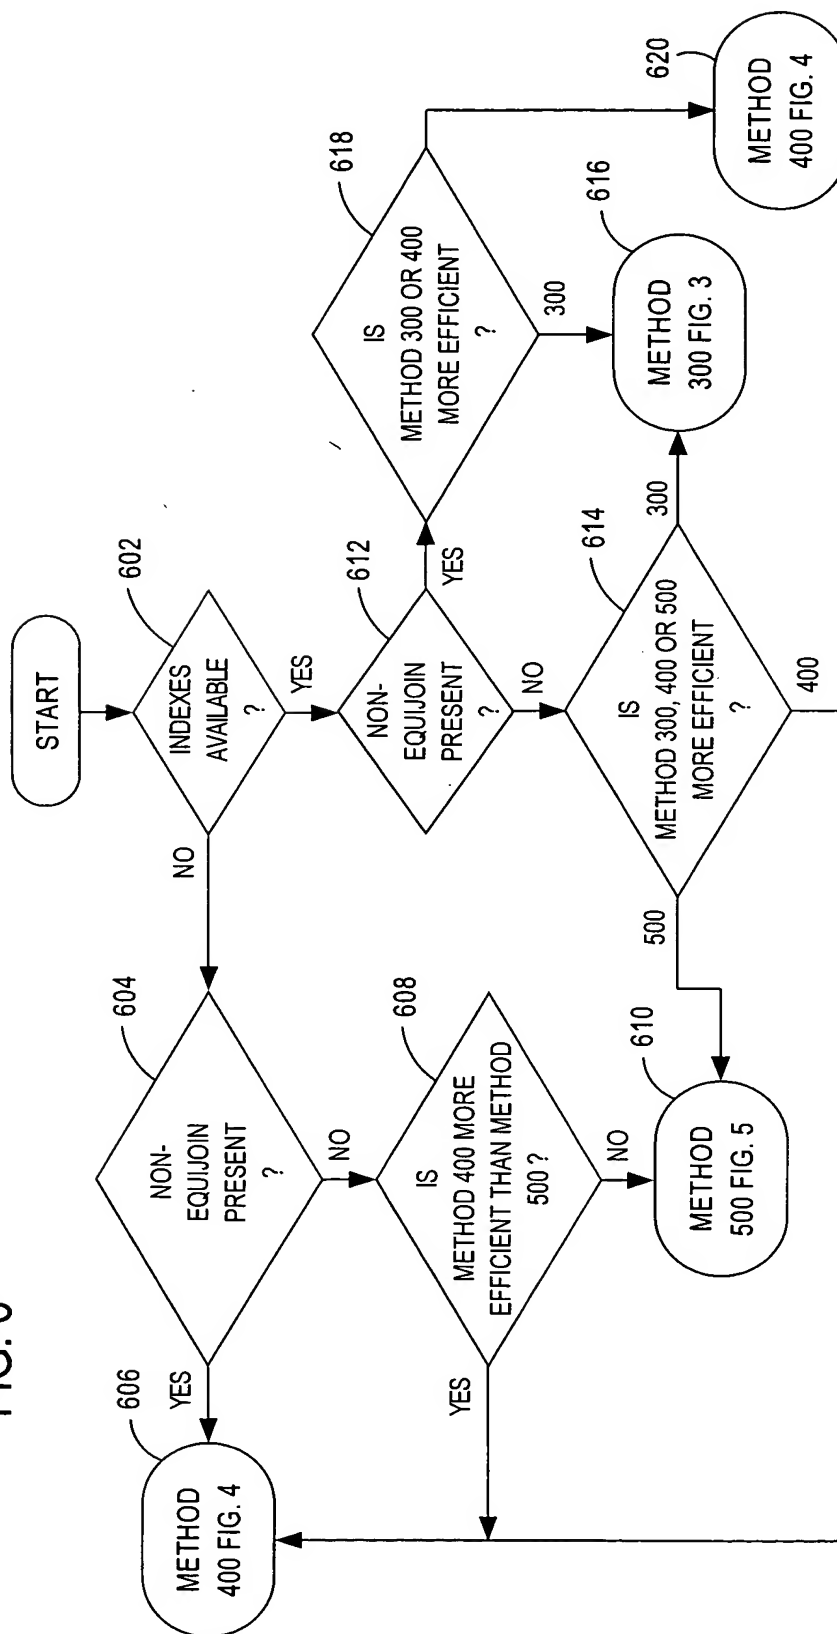 FIG. 6
START
602
INDEXES
AVAILABLE
?
NO
YES
604
NON-
EQUIJOIN
PRESENT
?
YES
NO
606
METHOD
400 FIG. 4
608
IS
METHOD 400 MORE
EFFICIENT THAN METHOD
500 ?
YES
NO
610
METHOD
500 FIG. 5
612
NON-
EQUIJOIN
PRESENT
?
YES
NO
614
IS
METHOD 300, 400 OR 500
MORE EFFICIENT
?
500
400
300
616
METHOD
300 FIG. 3
618
IS
METHOD 300 OR 400
MORE EFFICIENT
?
300
620
METHOD
400 FIG. 4